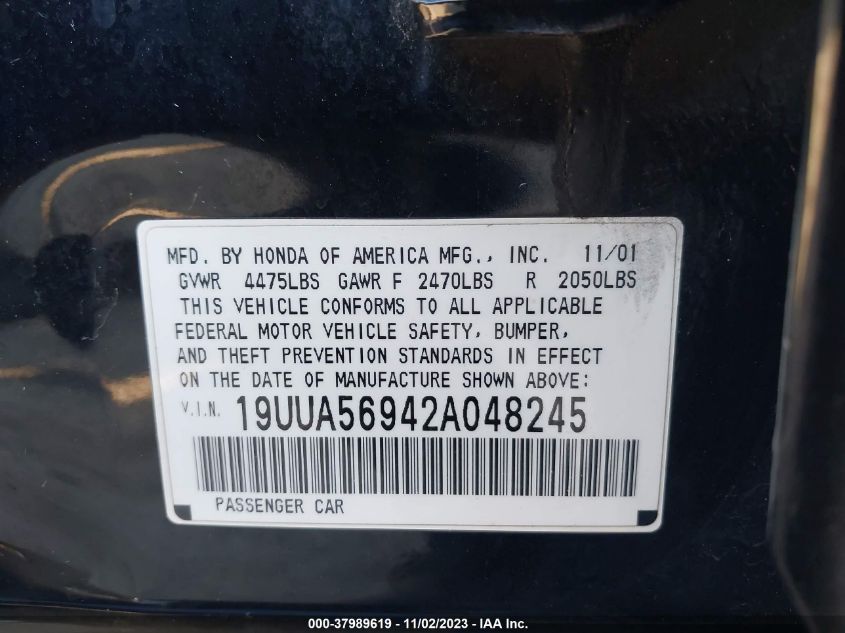 MFD. BY HONDA OF AMERICA MFG., INC. 11/01
GVWR 4475LBS GAWR F 2470LBS R 2050LBS
THIS VEHICLE CONFORMS TO ALL APPLICABLE
FEDERAL MOTOR VEHICLE SAFETY, BUMPER,
AND THEFT PREVENTION STANDARDS IN EFFECT
ON THE DATE OF MANUFACTURE SHOWN ABOVE:
V.I.N. 19UUA56942A048245
PASSENGER CAR
000-37989619 - 11/02/2023 - IAA Inc.